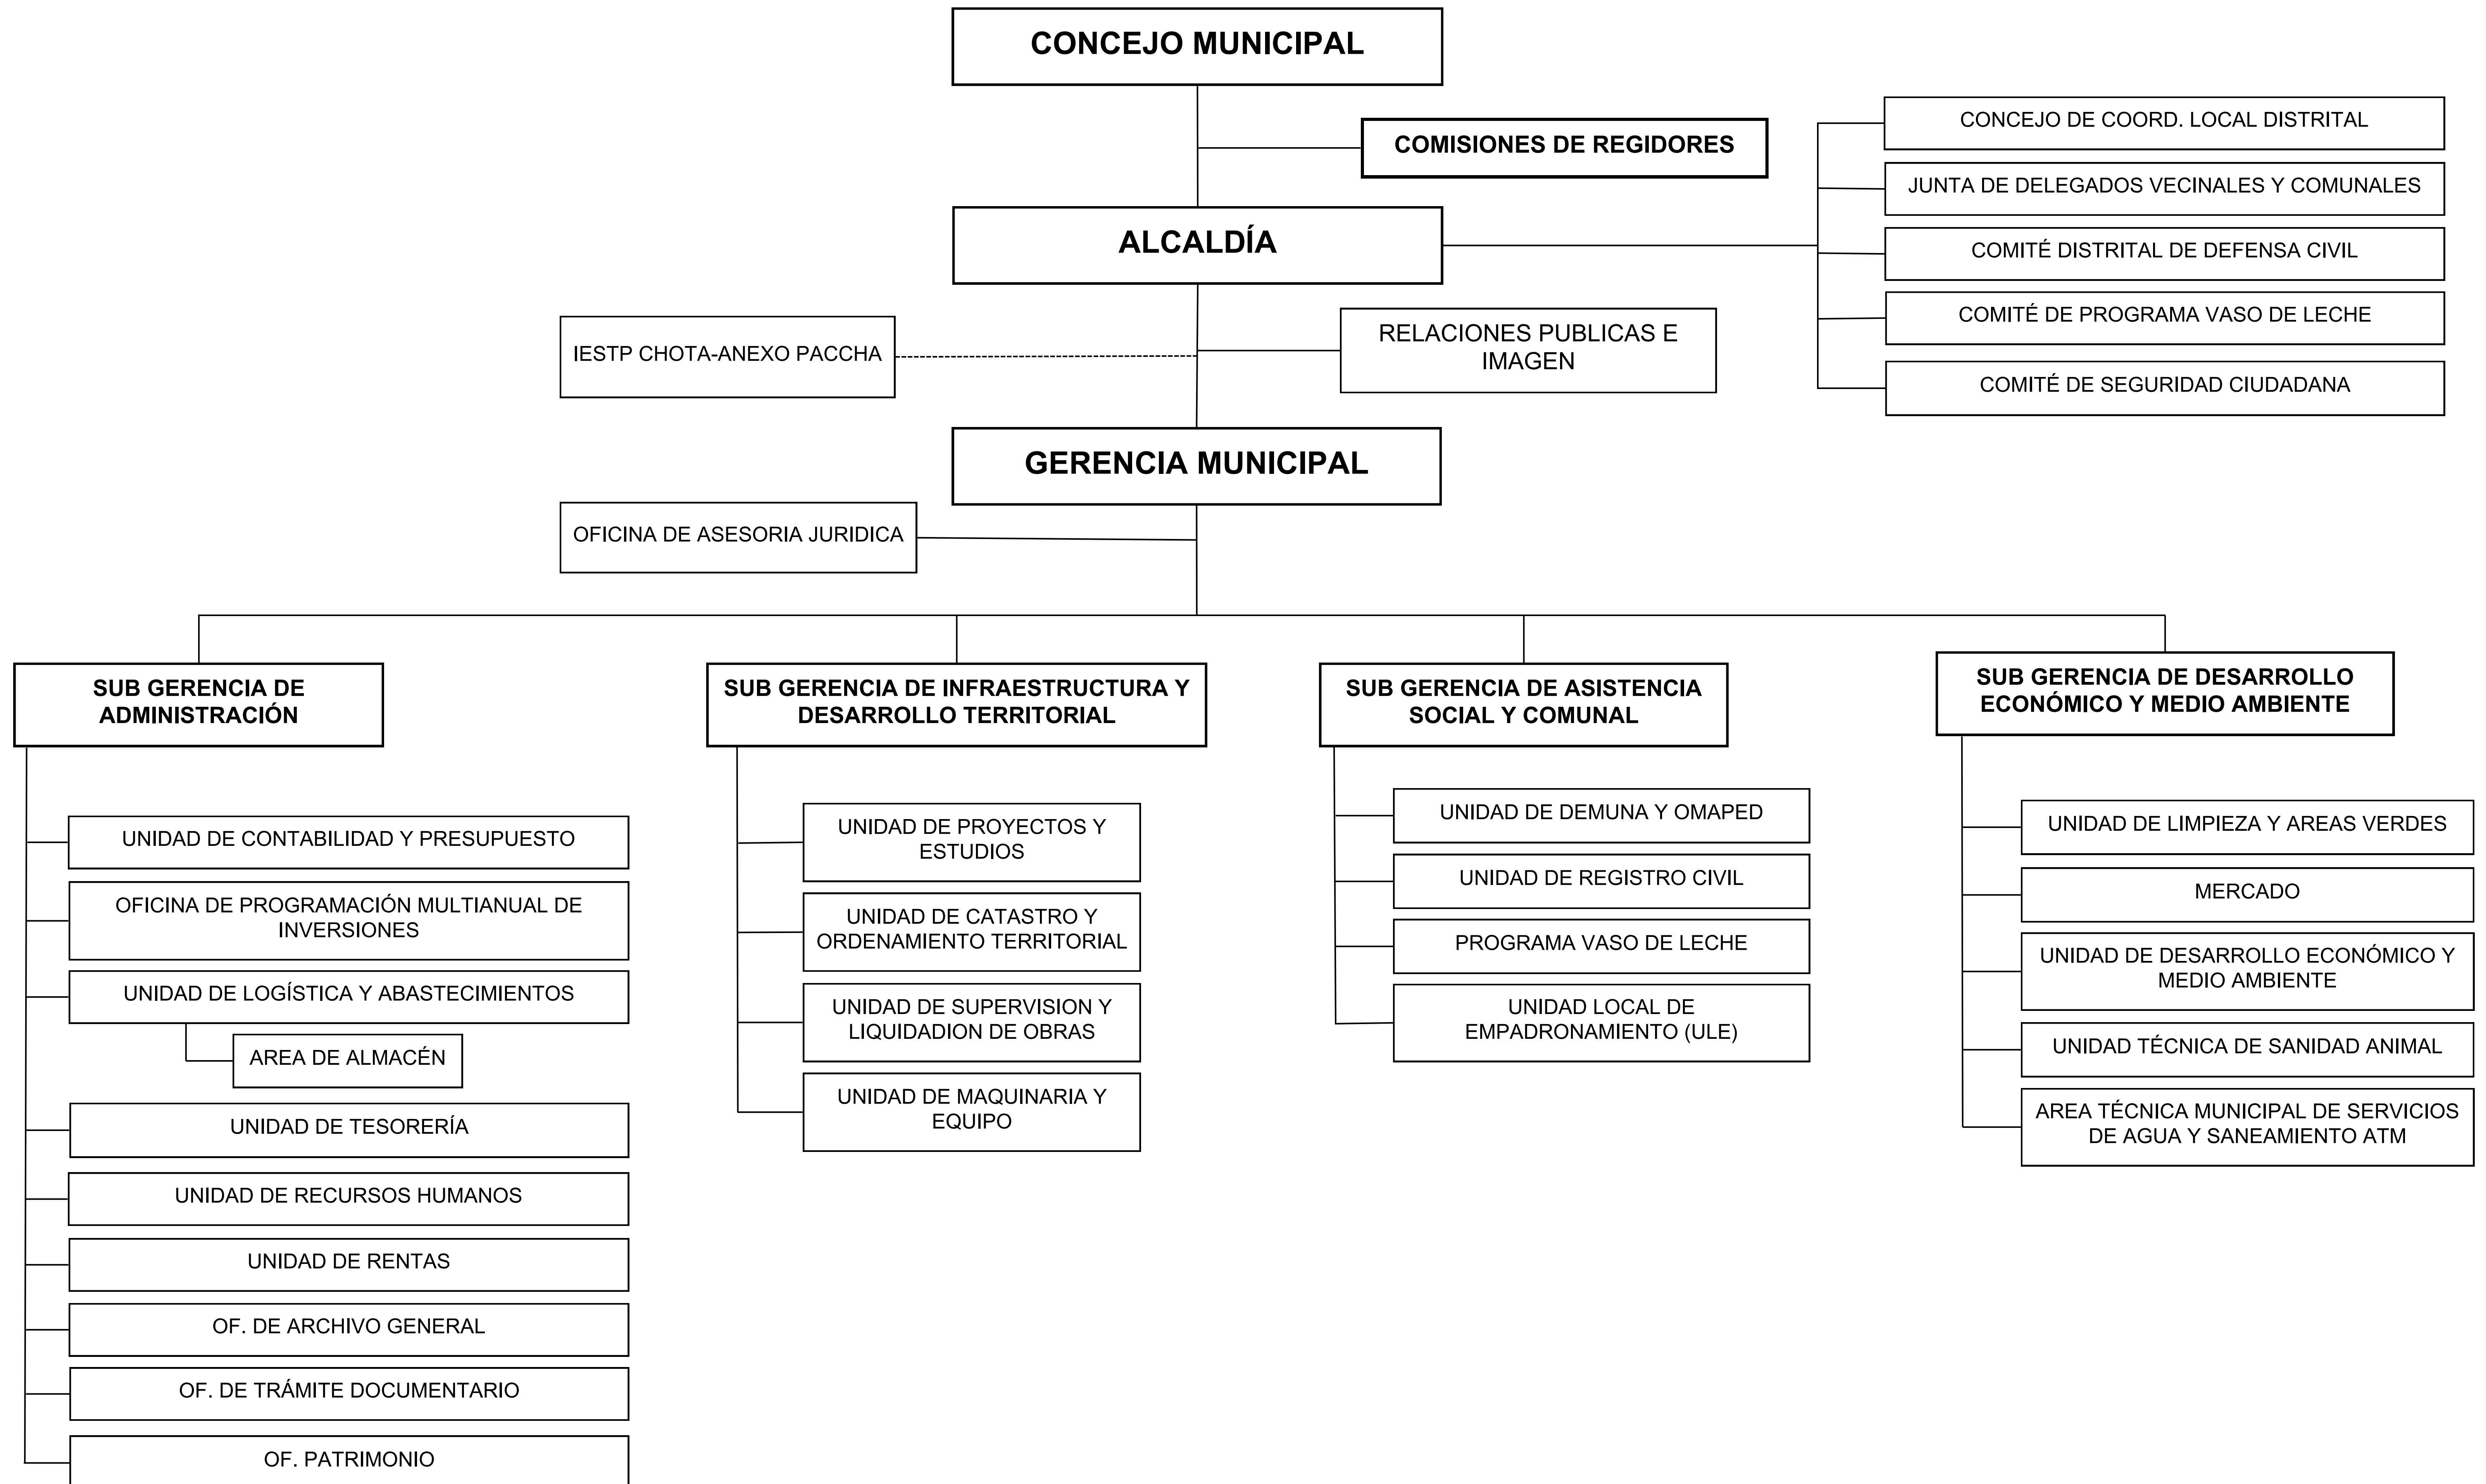 CONCEJO MUNICIPAL
COMISIONES DE REGIDORES
ALCALDÍA
CONCEJO DE COORD. LOCAL DISTRITAL
JUNTA DE DELEGADOS VECINALES Y COMUNALES
COMITÉ DISTRITAL DE DEFENSA CIVIL
COMITÉ DE PROGRAMA VASO DE LECHE
COMITÉ DE SEGURIDAD CIUDADANA
IESTP CHOTA-ANEXO PACCHA
RELACIONES PUBLICAS E
IMAGEN
GERENCIA MUNICIPAL
OFICINA DE ASESORIA JURIDICA
SUB GERENCIA DE
ADMINISTRACIÓN
UNIDAD DE CONTABILIDAD Y PRESUPUESTO
OFICINA DE PROGRAMACIÓN MULTIANUAL DE
INVERSIONES
UNIDAD DE LOGÍSTICA Y ABASTECIMIENTOS
AREA DE ALMACÉN
UNIDAD DE TESORERÍA
UNIDAD DE RECURSOS HUMANOS
UNIDAD DE RENTAS
OF. DE ARCHIVO GENERAL
OF. DE TRÁMITE DOCUMENTARIO
OF. PATRIMONIO
SUB GERENCIA DE INFRAESTRUCTURA Y
DESARROLLO TERRITORIAL
UNIDAD DE PROYECTOS Y
ESTUDIOS
UNIDAD DE CATASTRO Y
ORDENAMIENTO TERRITORIAL
UNIDAD DE SUPERVISION Y
LIQUIDADION DE OBRAS
UNIDAD DE MAQUINARIA Y
EQUIPO
SUB GERENCIA DE ASISTENCIA
SOCIAL Y COMUNAL
UNIDAD DE DEMUNA Y OMAPED
UNIDAD DE REGISTRO CIVIL
PROGRAMA VASO DE LECHE
UNIDAD LOCAL DE
EMPADRONAMIENTO (ULE)
SUB GERENCIA DE DESARROLLO
ECONÓMICO Y MEDIO AMBIENTE
UNIDAD DE LIMPIEZA Y AREAS VERDES
MERCADO
UNIDAD DE DESARROLLO ECONÓMICO Y
MEDIO AMBIENTE
UNIDAD TÉCNICA DE SANIDAD ANIMAL
AREA TÉCNICA MUNICIPAL DE SERVICIOS
DE AGUA Y SANEAMIENTO ATM